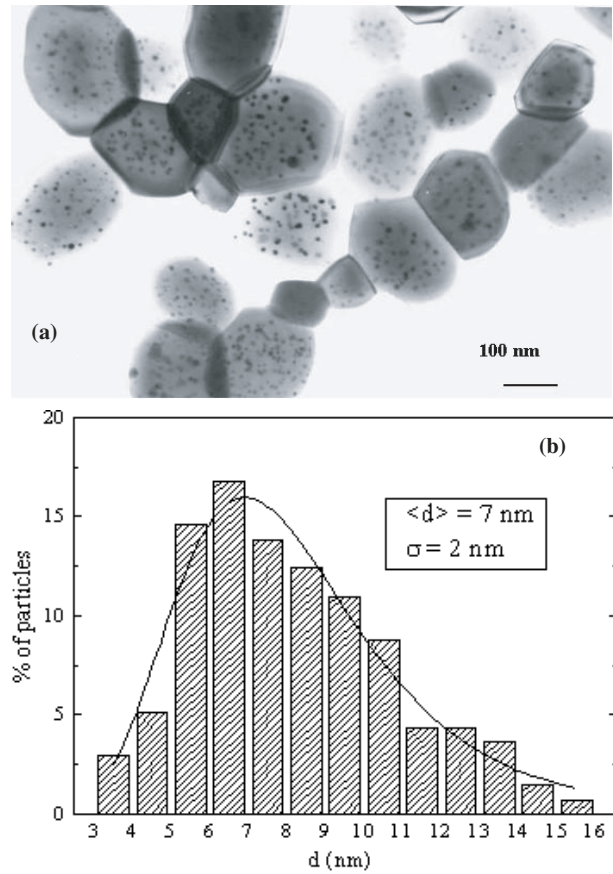 (a)
100 nm
20
(b)
<d> = 7 nm
σ = 2 nm
15
% of particles
10
5
0
3 4 5 6 7 8 9 10 11 12 13 14 15 16
d (nm)